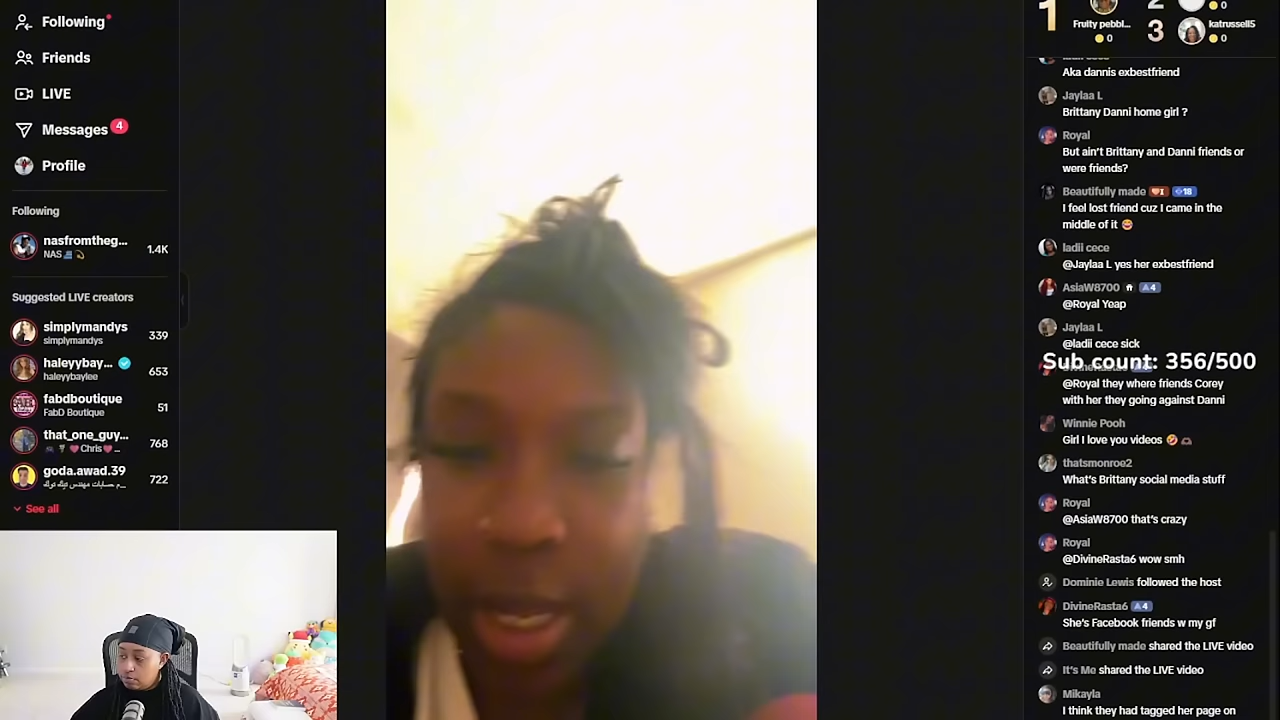 Following
Friends
LIVE
Messages 4
Profile
Following
nasfromtheg...
NAS
1.4K
Suggested LIVE creators
simplymandys
simplymandys
339
haleyybay...
haleyybaylee
653
fabdboutique
FabD Boutique
51
that_one_guy...
Chris
768
goda.awad.39
722
See all
1
Fruity pebbl...
0
2
0
3
katrussell5
0
Aka dannis exbestfriend
Jaylaa L
Brittany Danni home girl ?
Royal
But ain't Brittany and Danni friends or
were friends?
Beautifully made I 18
I feel lost friend cuz I came in the
middle of it
ladii cece
@Jaylaa L yes her exbestfriend
AsiaW8700 4
@Royal Yeap
Jaylaa L
@ladii cece sick
Sub count: 356/500
@Royal they where friends Corey
with her they going against Danni
Winnie Pooh
Girl I love you videos
thatsmonroe2
What's Brittany social media stuff
Royal
@AsiaW8700 that's crazy
Royal
@DivineRasta6 wow smh
Dominie Lewis followed the host
DivineRasta6 4
She's Facebook friends w my gf
Beautifully made shared the LIVE video
It's Me shared the LIVE video
Mikayla
I think they had tagged her page on